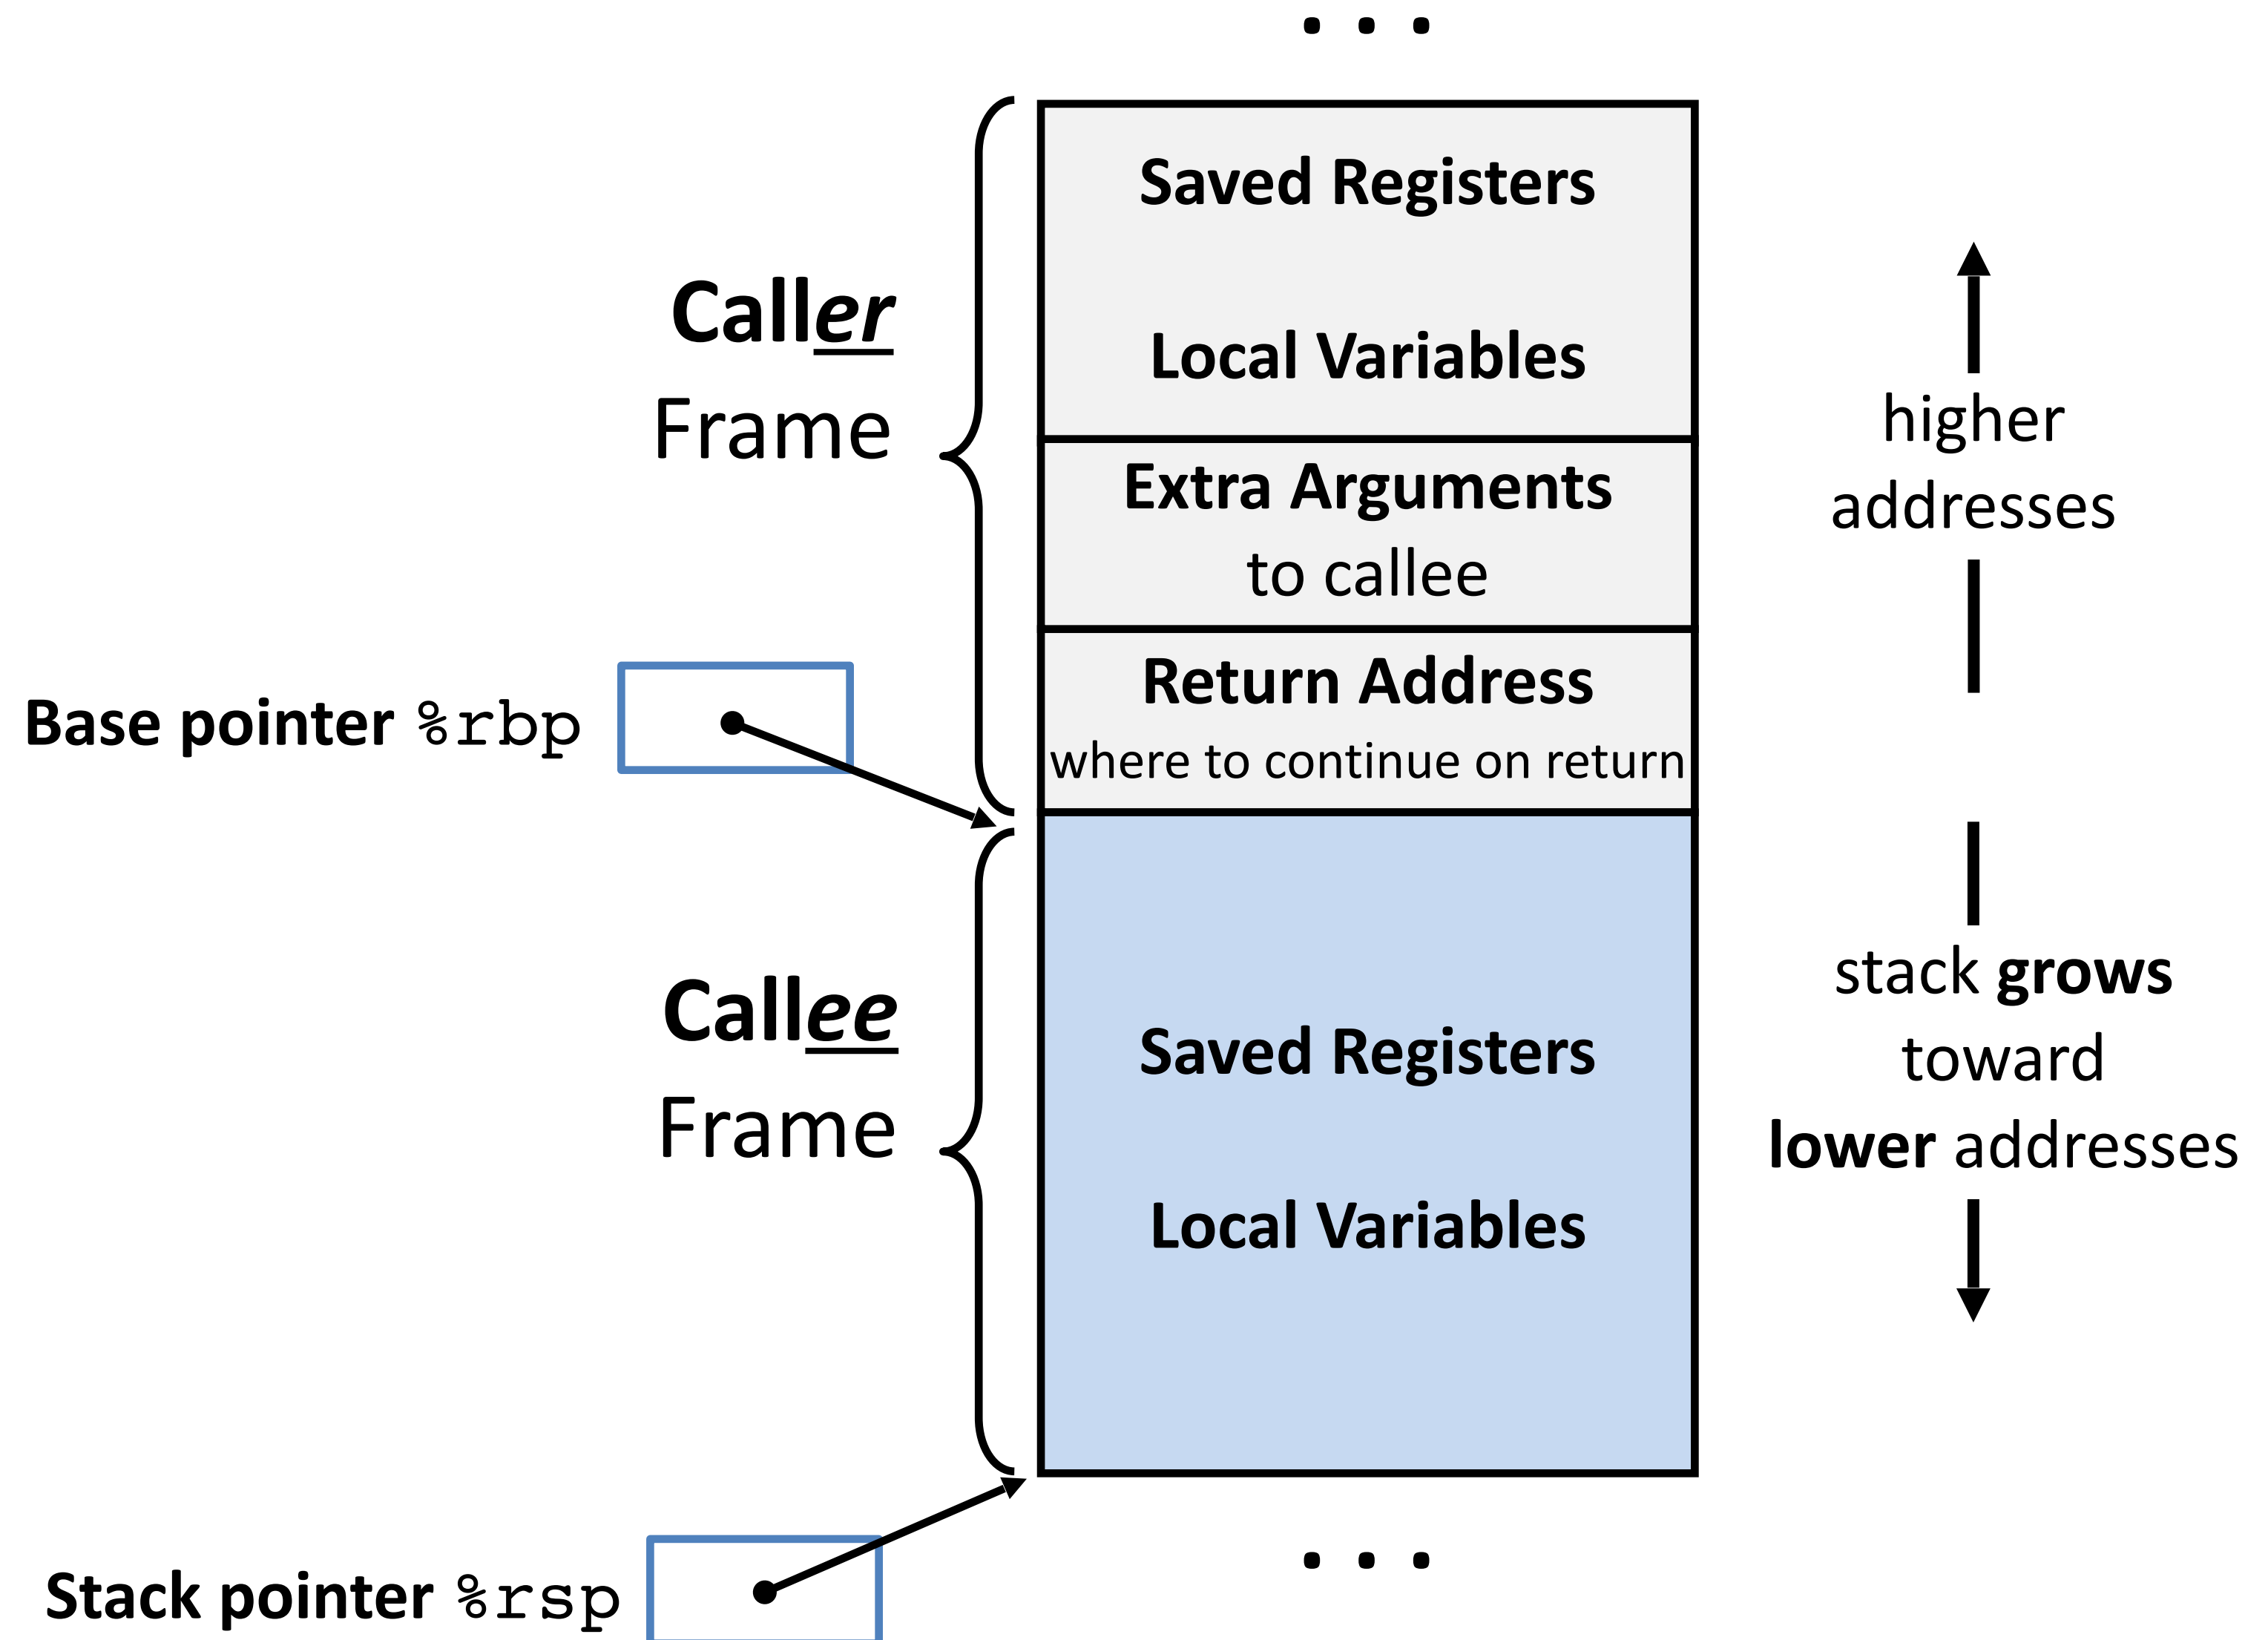 . . .
Saved Registers
Local Variables
Caller
Frame
Extra Arguments
to callee
Return Address
where to continue on return
Base pointer %rbp
higher
addresses
Callee
Frame
Saved Registers
Local Variables
stack grows
toward
lower addresses
Stack pointer %rsp
. . .